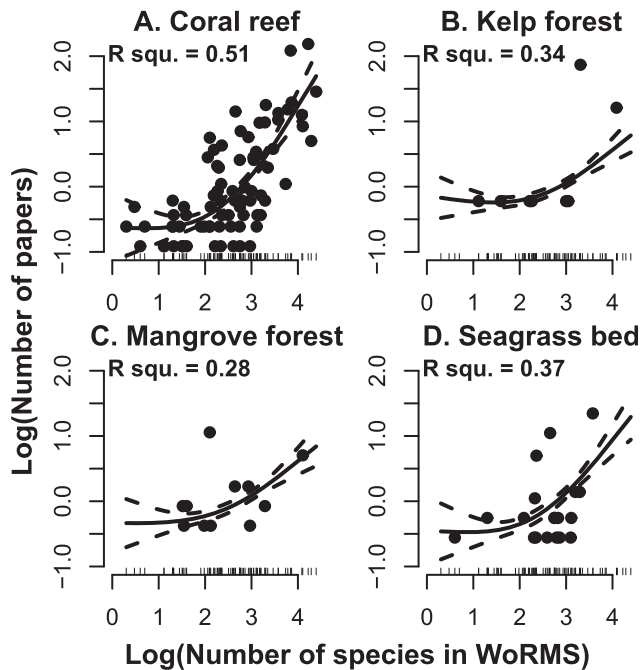 A. Coral reef
B. Kelp forest
R squ. = 0.51
R squ. = 0.34
2.0
1.0
0.0
−1.0
2.0
1.0
0.0
−1.0
0 1 2 3 4
0 1 2 3 4
C. Mangrove forest
D. Seagrass bed
R squ. = 0.28
R squ. = 0.37
2.0
1.0
0.0
−1.0
2.0
1.0
0.0
−1.0
0 1 2 3 4
0 1 2 3 4
Log(Number of papers)
Log(Number of species in WoRMS)